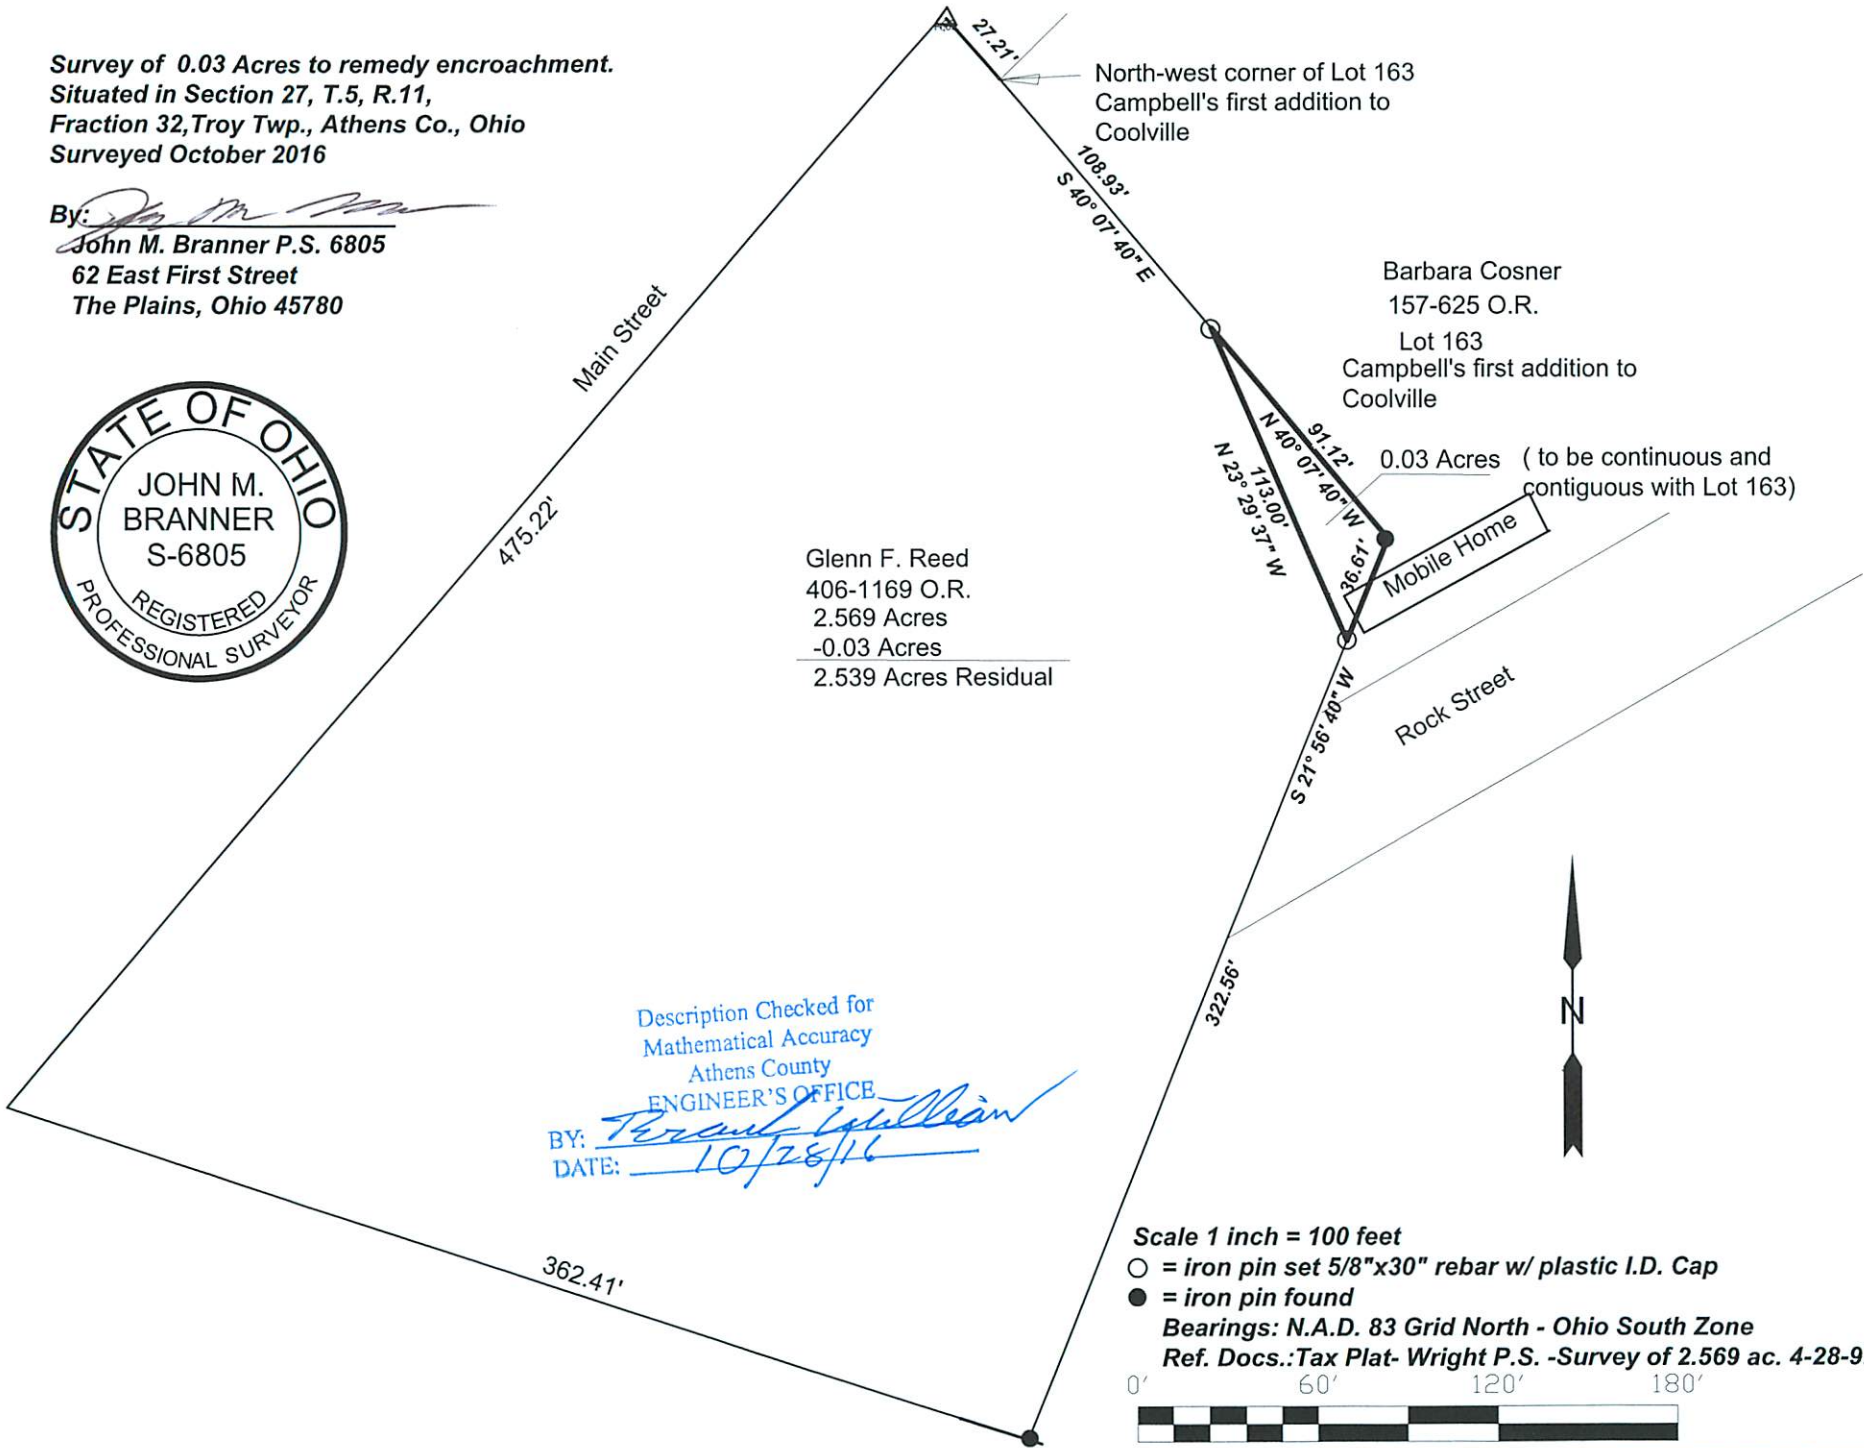 Survey of 0.03 Acres to remedy encroachment.
Situated in Section 27, T.5, R.11,
Fraction 32,Troy Twp., Athens Co., Ohio
Surveyed October 2016
By:
John M. Branner P.S. 6805
62 East First Street
The Plains, Ohio 45780
STATE OF OHIO
JOHN M.
BRANNER
S-6805
REGISTERED
PROFESSIONAL SURVEYOR
Main Street
475.22'
27.21'
North-west corner of Lot 163
Campbell's first addition to
Coolville
108.93'
S 40° 07' 40" E
Barbara Cosner
157-625 O.R.
Lot 163
Campbell's first addition to
Coolville
91.12'
N 40° 07' 40" W
113.00'
N 23° 29' 37" W
0.03 Acres ( to be continuous and
contiguous with Lot 163)
36.61'
Mobile Home
Glenn F. Reed
406-1169 O.R.
2.569 Acres
-0.03 Acres
2.539 Acres Residual
Rock Street
S 21° 56' 40" W
322.56'
N
Description Checked for
Mathematical Accuracy
Athens County
ENGINEER'S OFFICE
BY:
DATE: 10/28/16
362.41'
Scale 1 inch = 100 feet
= iron pin set 5/8"x30" rebar w/ plastic I.D. Cap
= iron pin found
Bearings: N.A.D. 83 Grid North - Ohio South Zone
Ref. Docs.:Tax Plat- Wright P.S. -Survey of 2.569 ac. 4-28-9
0' 60' 120' 180'